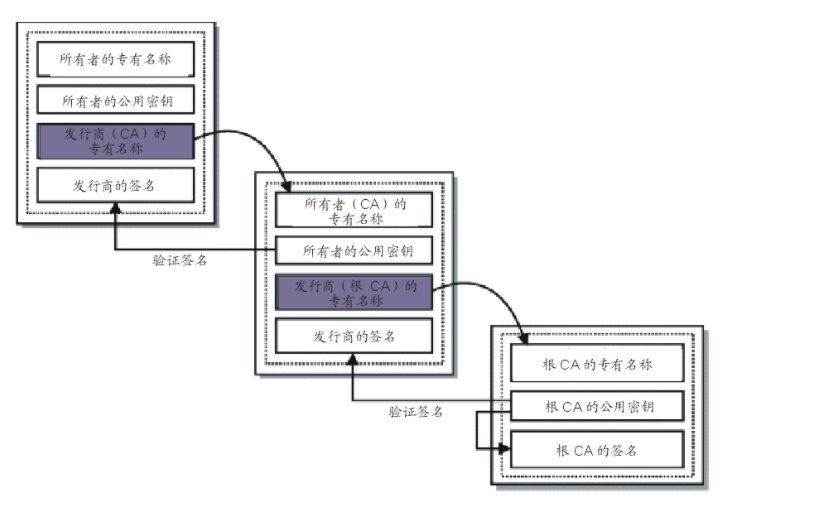 所有者的专有名称
所有者的公用密钥
发行商（CA）的
专有名称
发行商的签名
验证签名
所有者（CA）的
专有名称
所有者的公用密钥
发行商（根 CA）的
专有名称
发行商的签名
验证签名
根 CA 的专有名称
根 CA 的公用密钥
根 CA 的签名